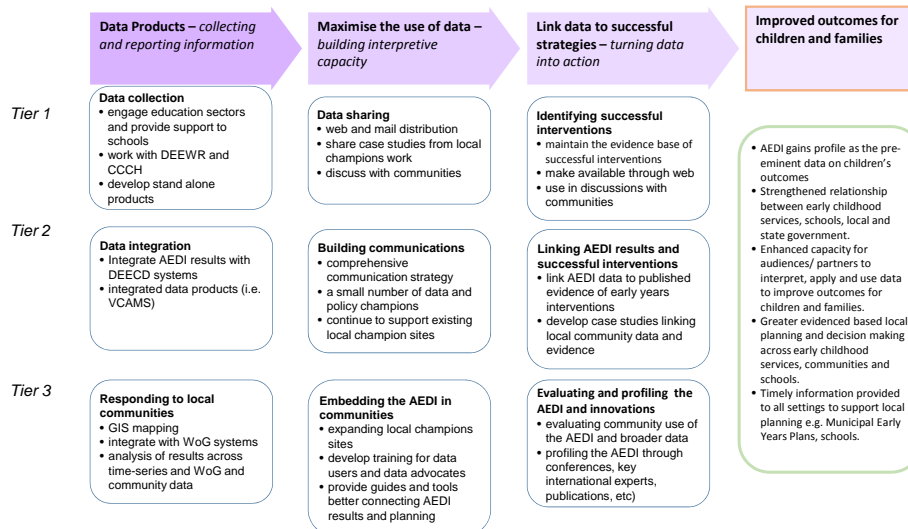 Data Products – collecting
and reporting information
Maximise the use of data –
building interpretive
capacity
Link data to successful
strategies – turning data
into action
Improved outcomes for
children and families
Tier 1
Data collection
• engage education sectors
and provide support to
schools
• work with DEEWR and
CCCH
• develop stand alone
products
Data sharing
• web and mail distribution
• share case studies from local
champions work
• discuss with communities
Identifying successful
interventions
• maintain the evidence base of
successful interventions
• make available through web
• use in discussions with
communities
Tier 2
Data integration
• Integrate AEDI results with
DEECD systems
• integrated data products (i.e.
VCAMS)
Building communications
• comprehensive
communication strategy
• a small number of data and
policy champions
• continue to support existing
local champion sites
Linking AEDI results and
successful interventions
• link AEDI data to published
evidence of early years
interventions
• develop case studies linking
local community data and
evidence
Tier 3
Responding to local
communities
• GIS mapping
• integrate with WoG systems
• analysis of results across
time-series and WoG and
community data
Embedding the AEDI in
communities
• expanding local champions
sites
• develop training for data
users and data advocates
• provide guides and tools
better connecting AEDI
results and planning
Evaluating and profiling the
AEDI and innovations
• evaluating community use of
the AEDI and broader data
• profiling the AEDI through
conferences, key
international experts,
publications, etc)
• AEDI gains profile as the pre-
eminent data on children's
outcomes
• Strengthened relationship
between early childhood
services, schools, local and
state government.
• Enhanced capacity for
audiences/ partners to
interpret, apply and use data
to improve outcomes for
children and families.
• Greater evidenced based local
planning and decision making
across early childhood
services, communities and
schools.
• Timely information provided
to all settings to support local
planning e.g. Municipal Early
Years Plans, schools.